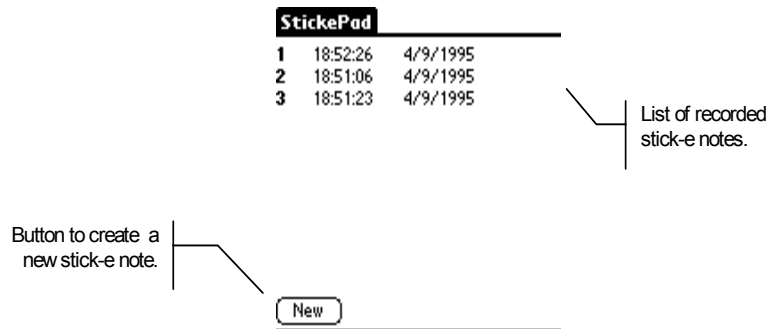 StickePad
1 18:52:26 4/9/1995
2 18:51:06 4/9/1995
3 18:51:23 4/9/1995
List of recorded
stick-e notes.
Button to create a
new stick-e note.
New